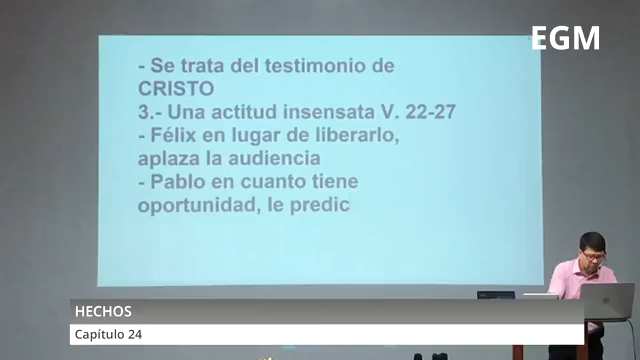 EGM
- Se trata del testimonio de
CRISTO
3.- Una actitud insensata V. 22-27
- Félix en lugar de liberarlo,
aplaza la audiencia
- Pablo en cuanto tiene
oportunidad, le predic
HECHOS
Capítulo 24